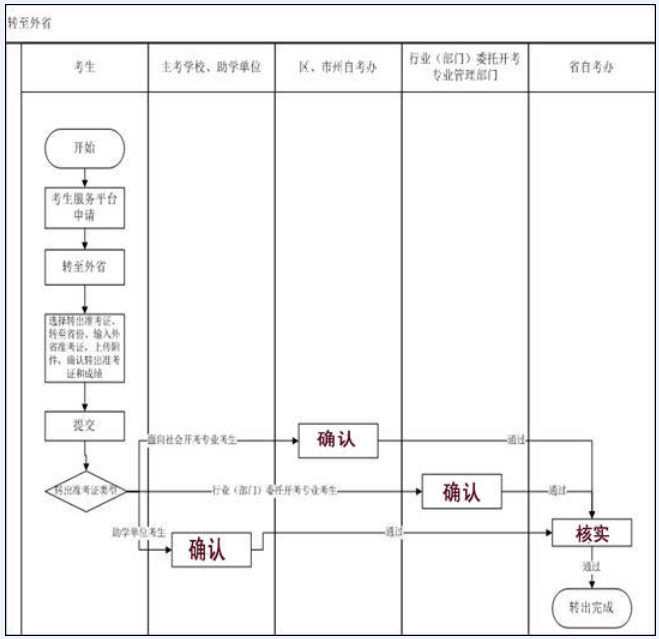 转至外省
考生
主考学校、助学单位
区、市州自考办
行业（部门）委托开考
专业管理部门
省自考办
开始
考生服务平台
申请
转至外省
选择转出准考证、
转至省份、输入外
省准考证，上传附
件，确认转出准考
证和成绩
提交
面向社会开考专业考生
确认
通过
转出准考证类型
行业（部门）委托开考专业考生
确认
通过
助学单位考生
确认
通过
核实
通过
转出完成